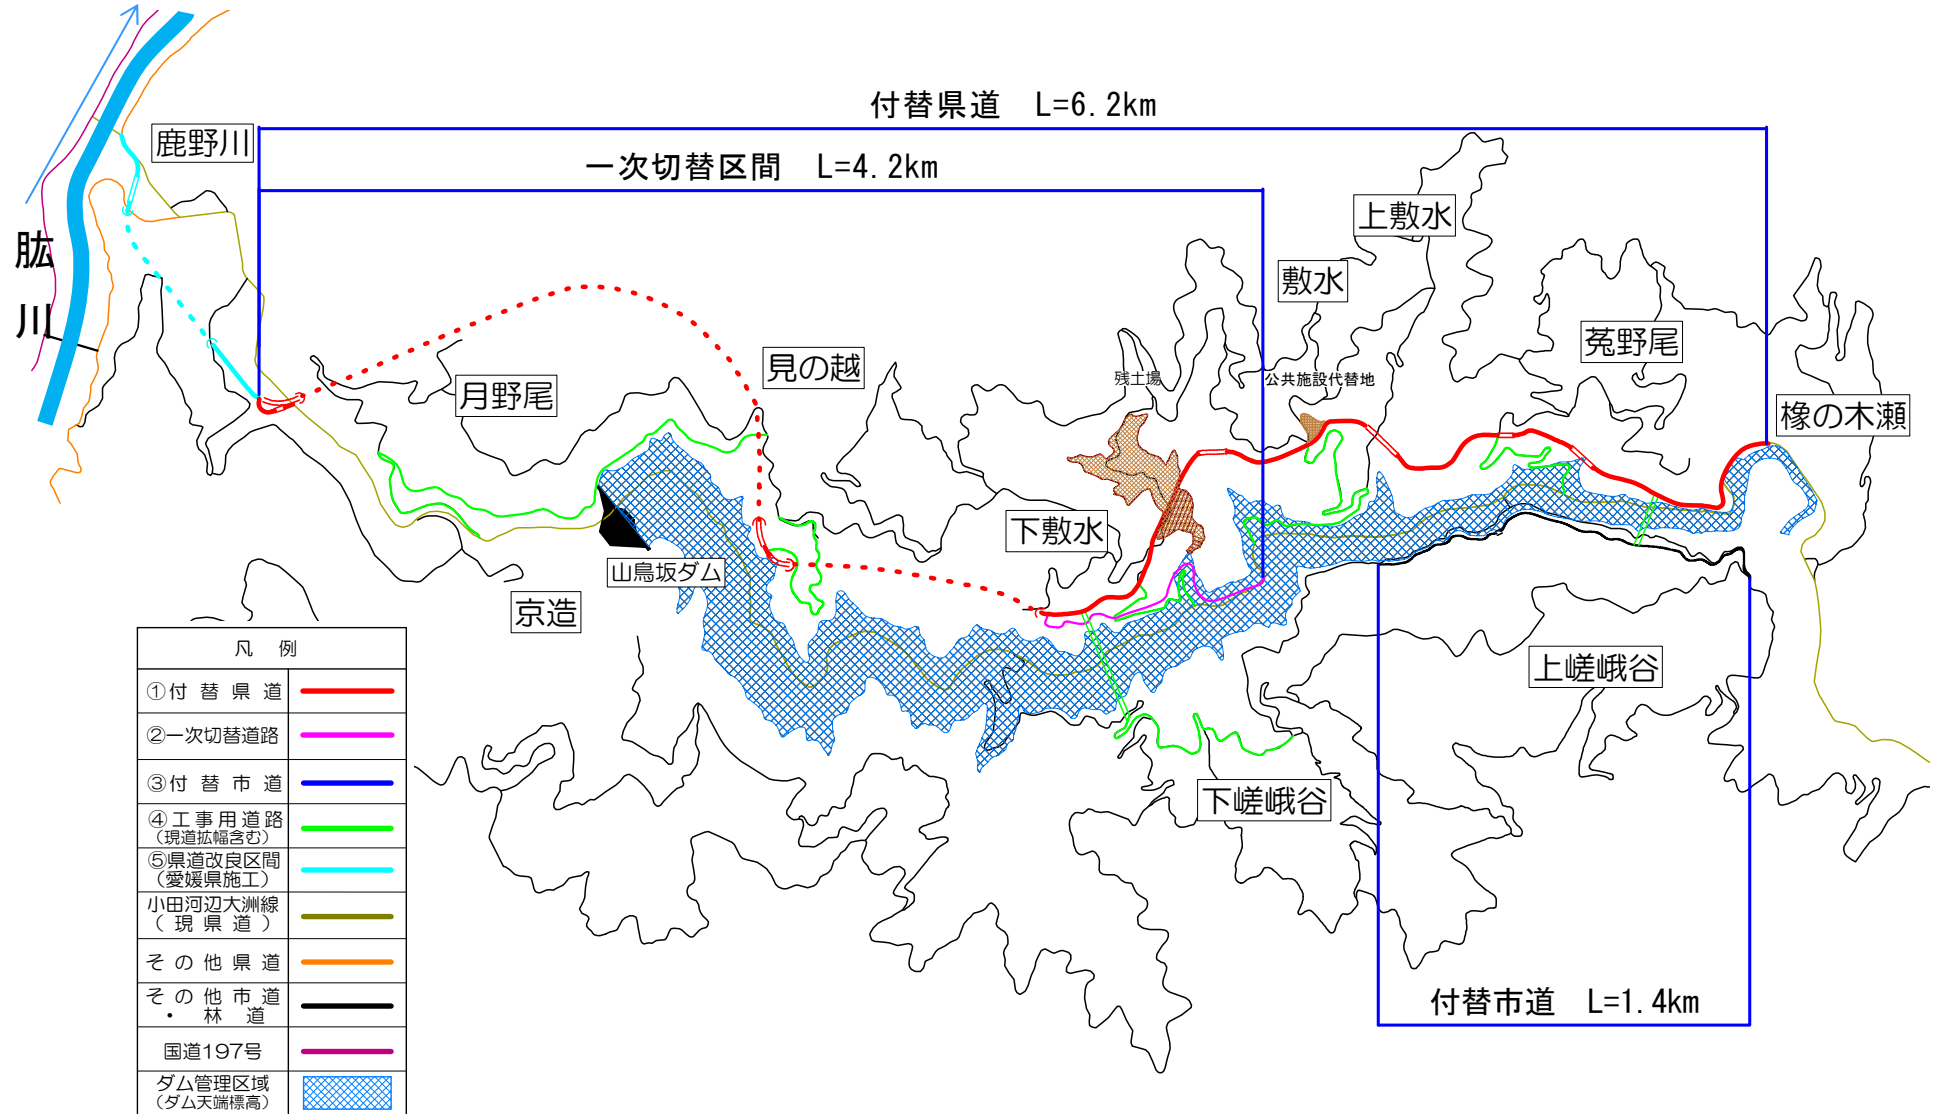 付替県道 L=6.2km
鹿野川
一次切替区間 L=4.2km
上敷水
肱川
敷水
菟野尾
見の越
残土場
公共施設代替地
月野尾
橡の木瀬
下敷水
山鳥坂ダム
京造
上嵯峨谷
下嵯峨谷
付替市道 L=1.4km
凡 例
①付 替 県 道
②一次切替道路
③付 替 市 道
④工 事 用 道 路
（現道拡幅含む）
⑤県道改良区間
（愛媛県施工）
小田河辺大洲線
（ 現 県 道 ）
そ の 他 県 道
そ の 他 市 道
・ 林 道
国道197号
ダム管理区域
（ダム天端標高）